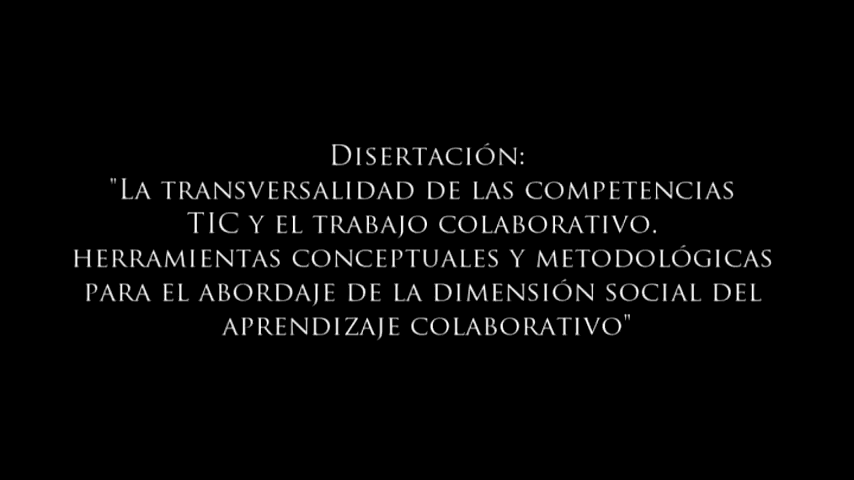 Disertación:
"La transversalidad de las competencias
TIC y el trabajo colaborativo.
herramientas conceptuales y metodológicas
para el abordaje de la dimensión social del
aprendizaje colaborativo"